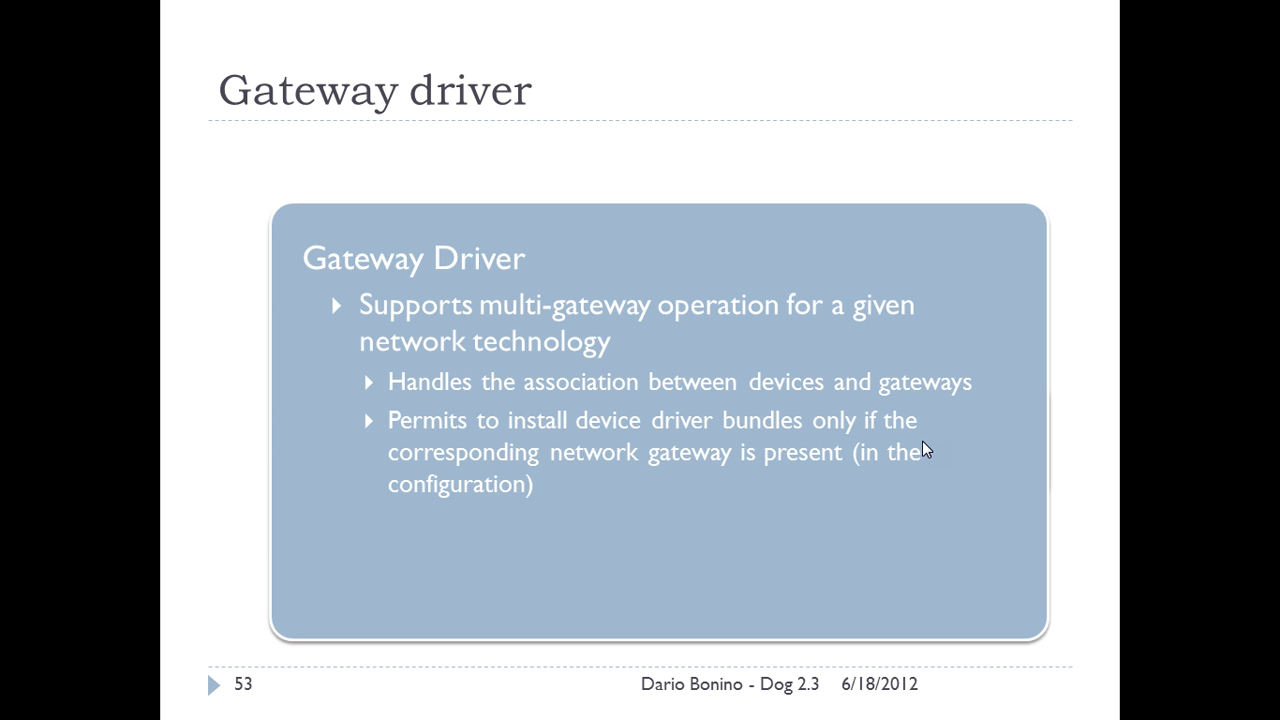 Gateway driver
Gateway Driver
Supports multi-gateway operation for a given
network technology
Handles the association between devices and gateways
Permits to install device driver bundles only if the
corresponding network gateway is present (in the
configuration)
53
Dario Bonino - Dog 2.3 6/18/2012